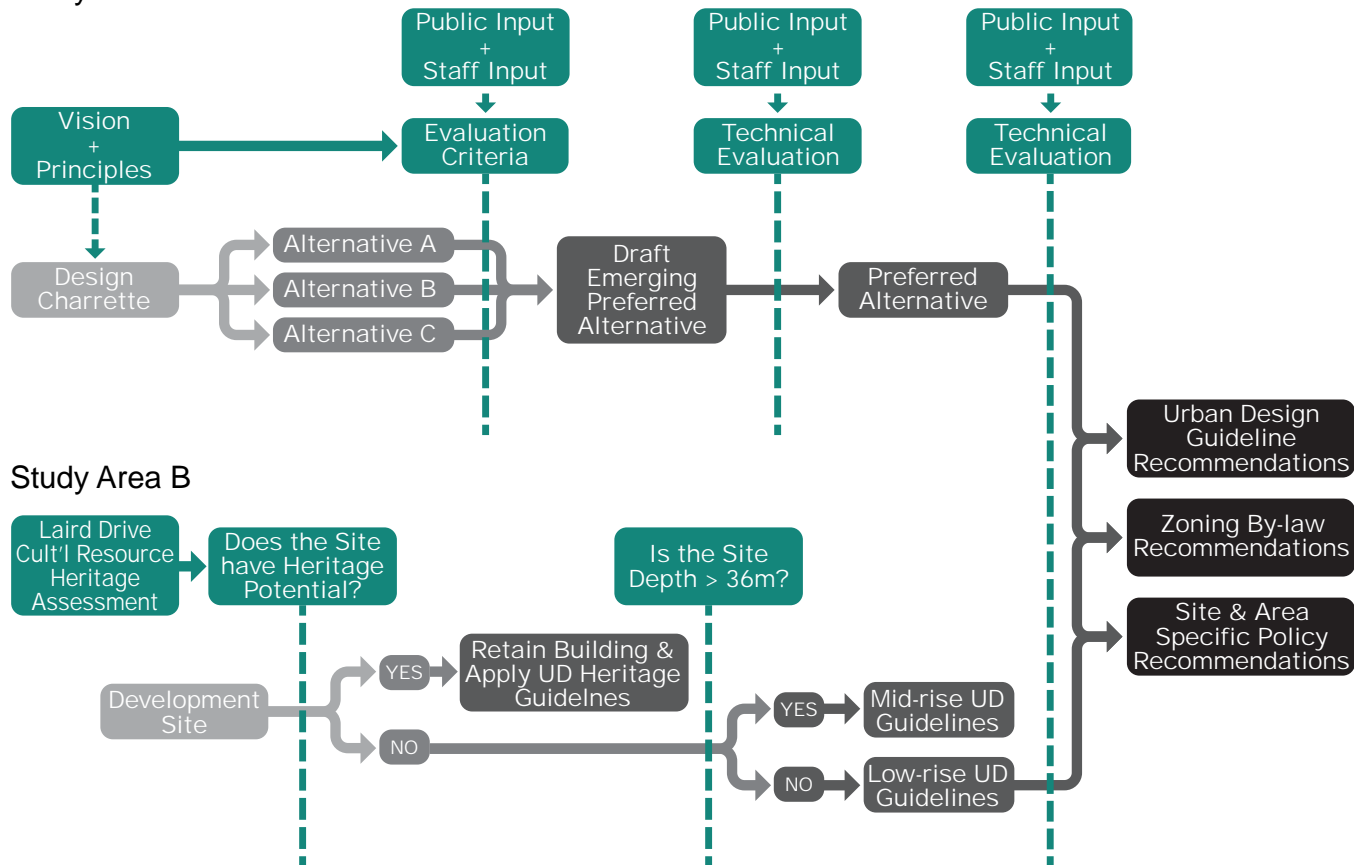 Public Input
+
Staff Input
Public Input
+
Staff Input
Public Input
+
Staff Input
Vision
+
Principles
Evaluation
Criteria
Technical
Evaluation
Technical
Evaluation
Design
Charrette
Alternative A
Alternative B
Alternative C
Draft
Emerging
Preferred
Alternative
Preferred
Alternative
Urban Design
Guideline
Recommendations
Zoning By-law
Recommendations
Site & Area
Specific Policy
Recommendations
Study Area B
Laird Drive
Cult'l Resource
Heritage
Assessment
Does the Site
have Heritage
Potential?
Is the Site
Depth > 36m?
Development
Site
YES
Retain Building &
Apply UD Heritage
Guidelnes
NO
YES
Mid-rise UD
Guidelines
NO
Low-rise UD
Guidelines